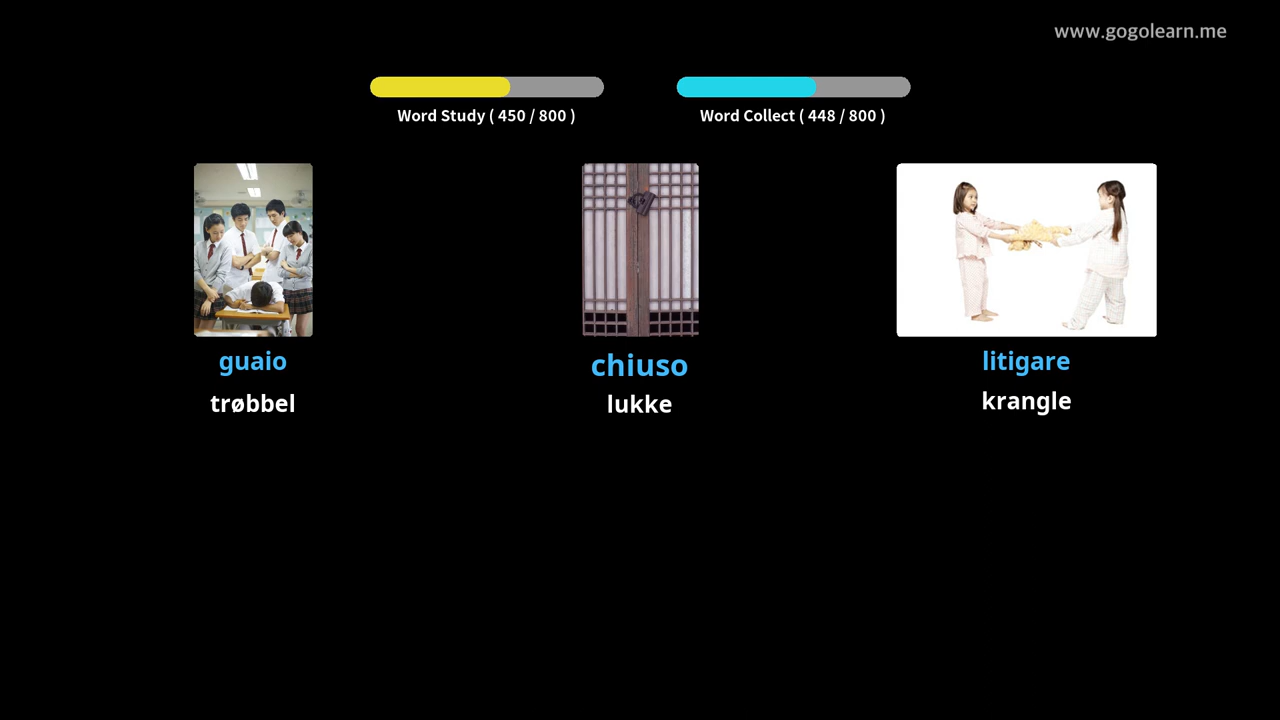 www.gogolearn.me
Word Study ( 450 / 800 )
Word Collect ( 448 / 800 )
guaio
trøbbel
chiuso
lukke
litigare
krangle